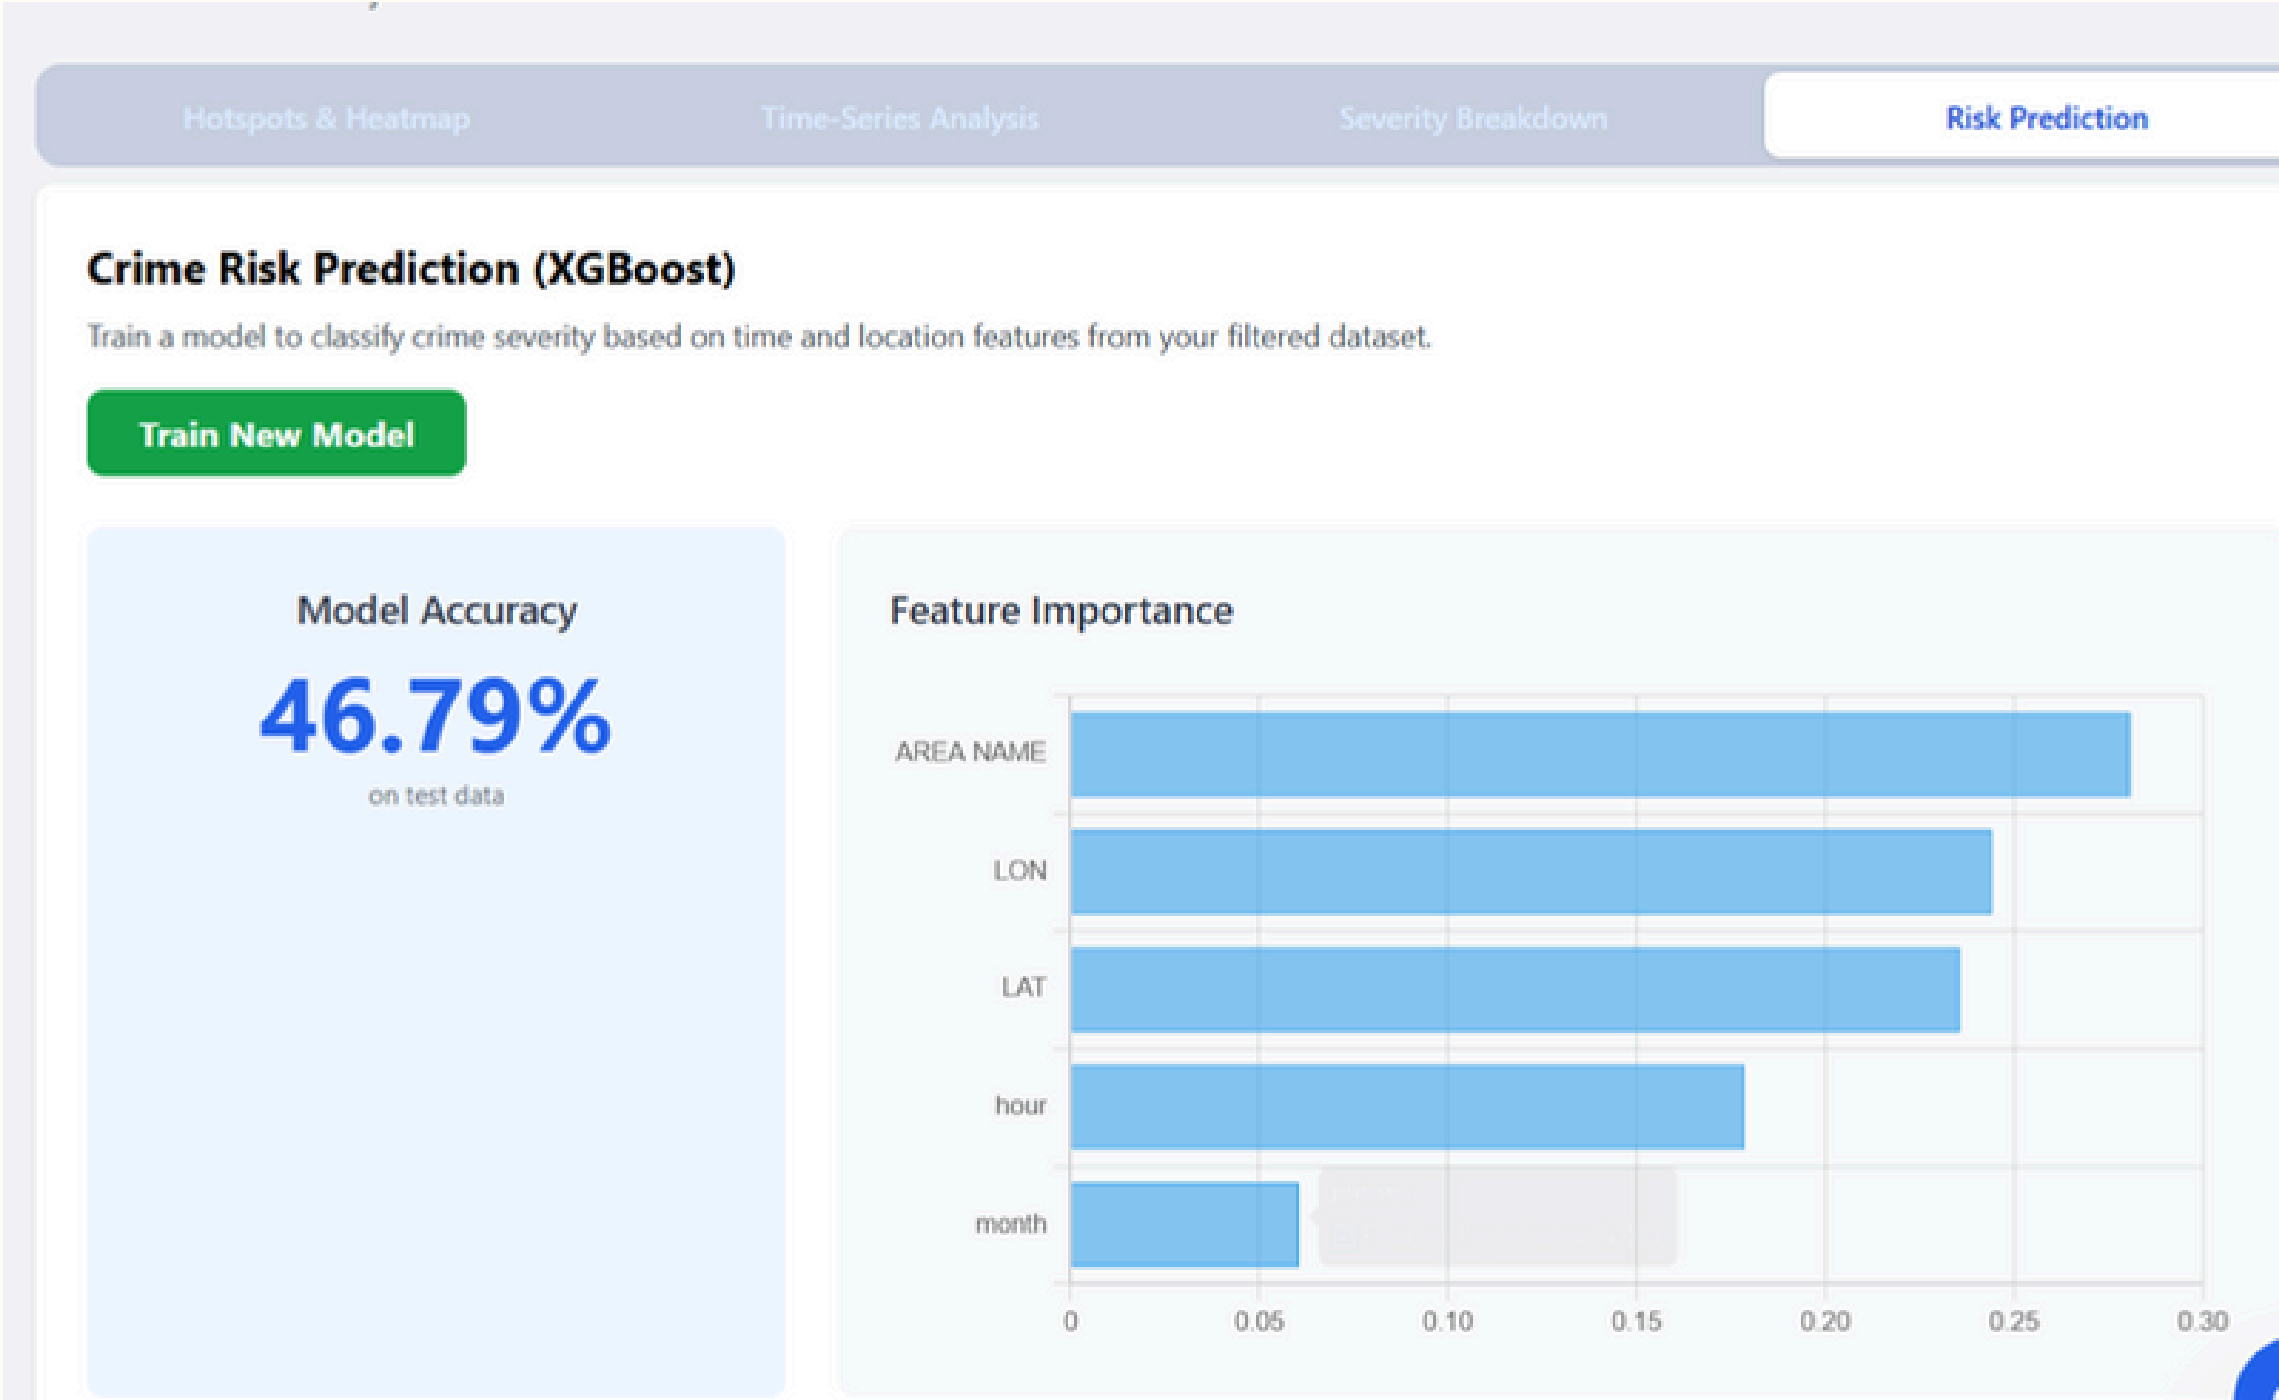 Hotspots & Heatmap
Time-Series Analysis
Severity Breakdown
Risk Prediction
Crime Risk Prediction (XGBoost)
Train a model to classify crime severity based on time and location features from your filtered dataset.
Train New Model
Model Accuracy
46.79%
on test data
Feature Importance
AREA NAME
LON
LAT
hour
month
0 0.05 0.10 0.15 0.20 0.25 0.30